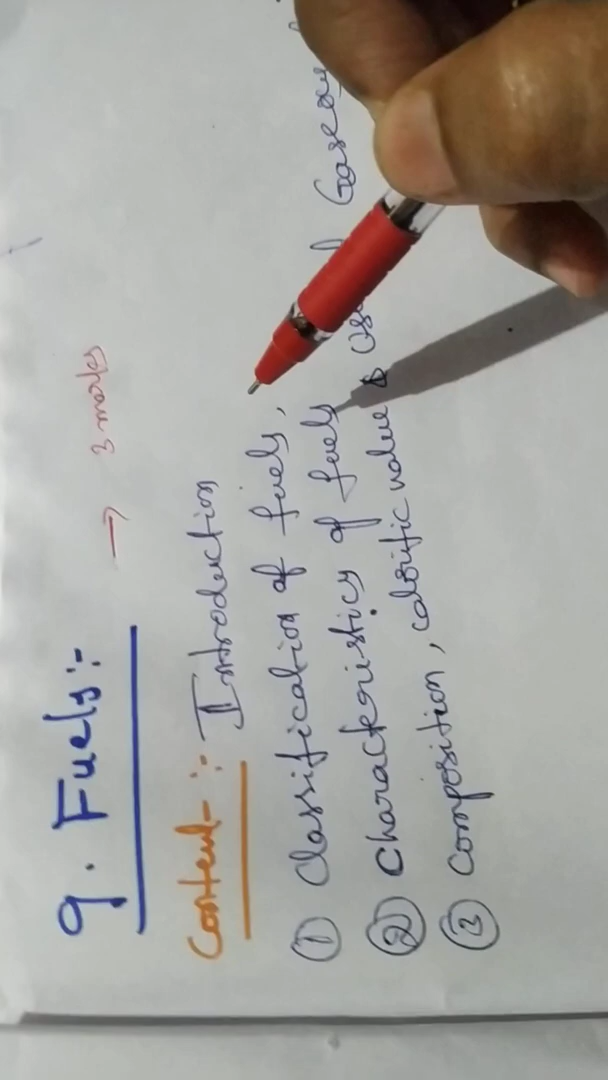 9. Fuels:- → 3 marks
Content:- Introduction
① Classification of fuels,
② Characteristics of fuels
③ Composition, calorific value &